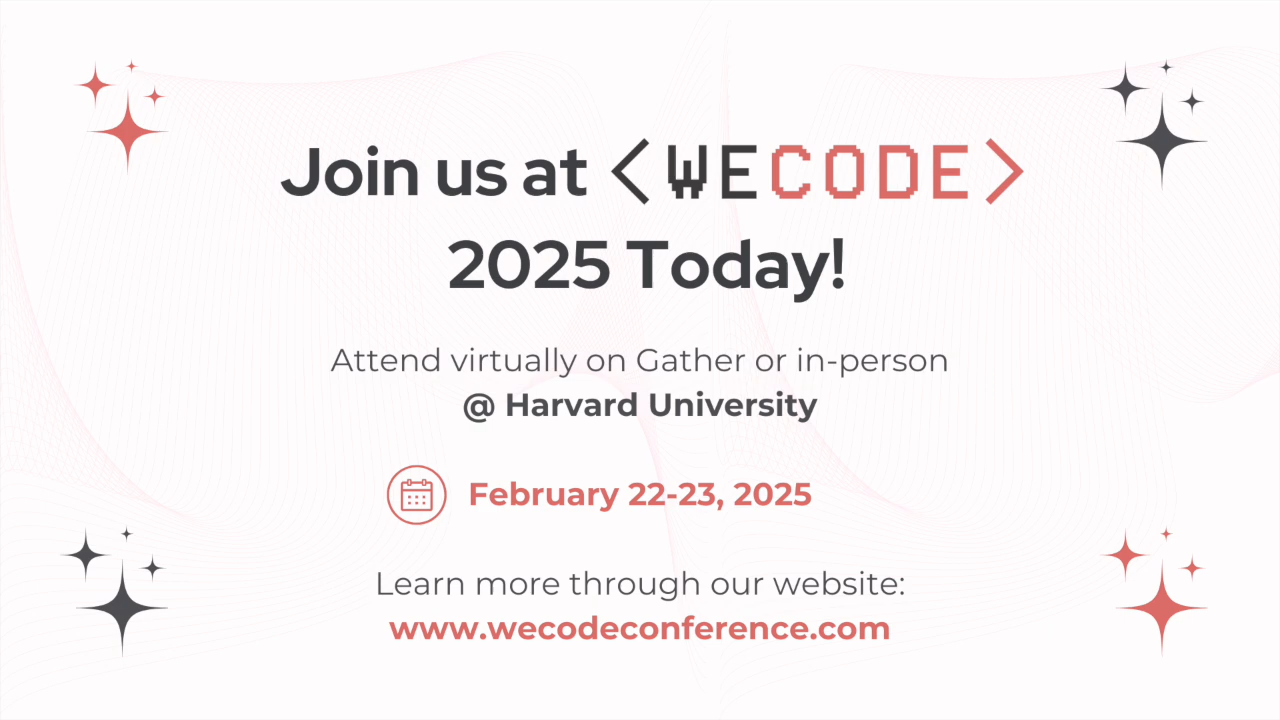 Join us at <WECODE>
2025 Today!
Attend virtually on Gather or in-person
@ Harvard University
February 22-23, 2025
Learn more through our website:
www.wecodeconference.com